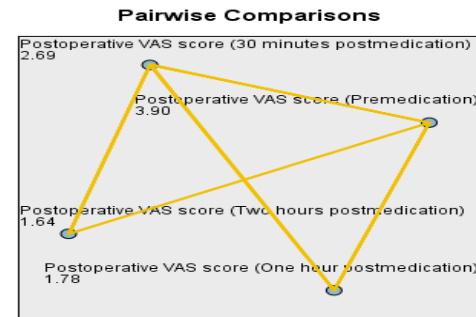 Pairwise Comparisons
Postoperative VAS score (30 minutes postmedication)
2.69
Postoperative VAS score (Premedication)
3.90
Postoperative VAS score (Two hours postmedication)
1.64
Postoperative VAS score (One hour postmedication)
1.78